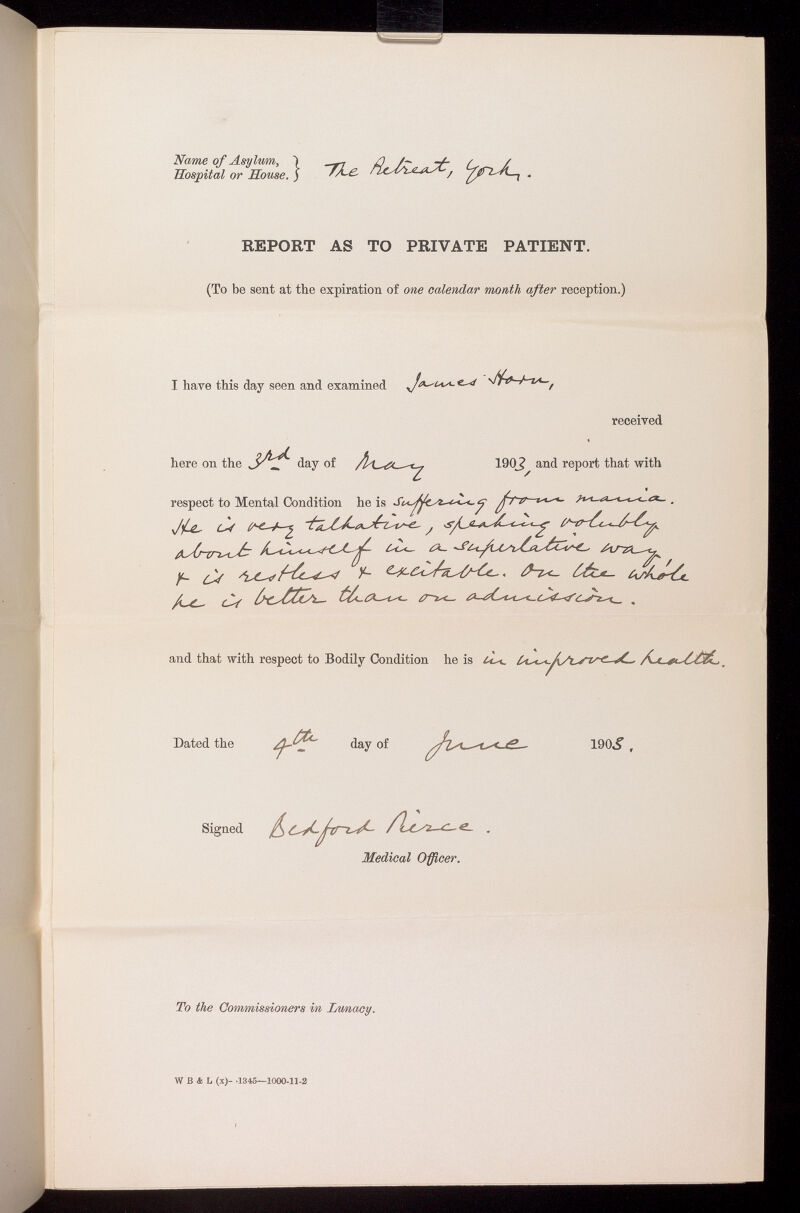 Name of Asylum, } The Retreat, York.
Hospital or House. }
REPORT AS TO PRIVATE PATIENT.
(To be sent at the expiration of one calendar month after reception.)
I have this day seen and examined James Horn,
received
here on the 3rd day of May 1903, and report that with
respect to Mental Condition he is suffering from mania.
He is very talkative, speaking volubly
about himself in a superlative way,
& is restless & excitable. On the whole
he is better than on admission.
and that with respect to Bodily Condition he is in improved health.
Dated the 4th day of June 1903.
Signed Bedford Pierce.
Medical Officer.
To the Commissioners in Lunacy.
W B & L (x)--1345—1000-11-2